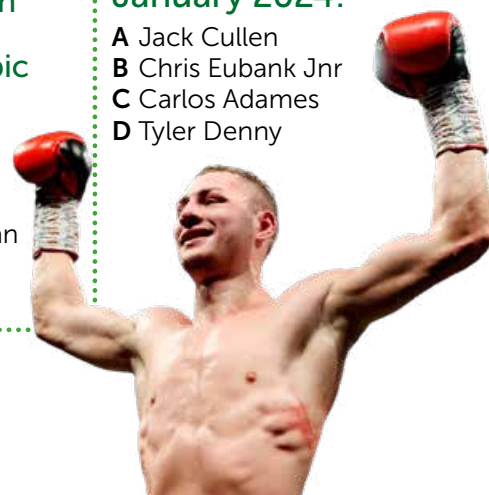 January 2024?
A Jack Cullen
B Chris Eubank Jnr
C Carlos Adames
D Tyler Denny